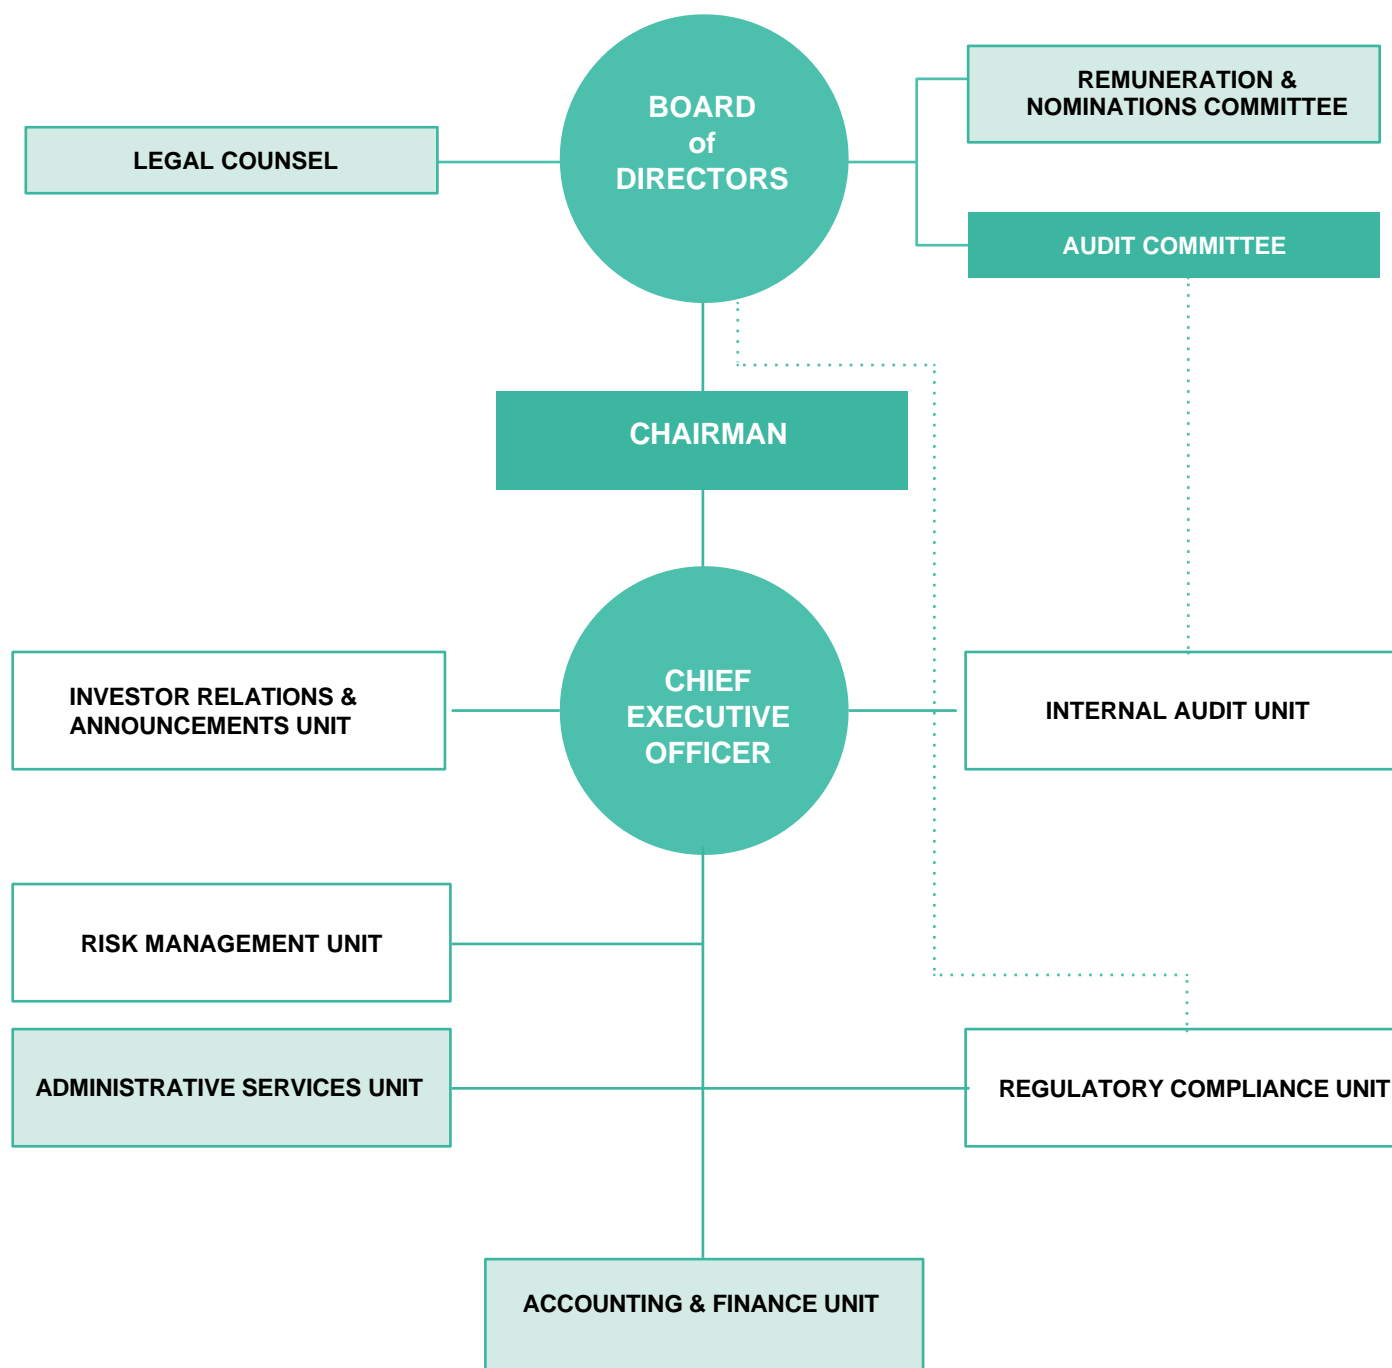 BOARD
of
DIRECTORS
REMUNERATION &
NOMINATIONS COMMITTEE
LEGAL COUNSEL
AUDIT COMMITTEE
CHAIRMAN
CHIEF
EXECUTIVE
OFFICER
INVESTOR RELATIONS &
ANNOUNCEMENTS UNIT
INTERNAL AUDIT UNIT
RISK MANAGEMENT UNIT
ADMINISTRATIVE SERVICES UNIT
REGULATORY COMPLIANCE UNIT
ACCOUNTING & FINANCE UNIT